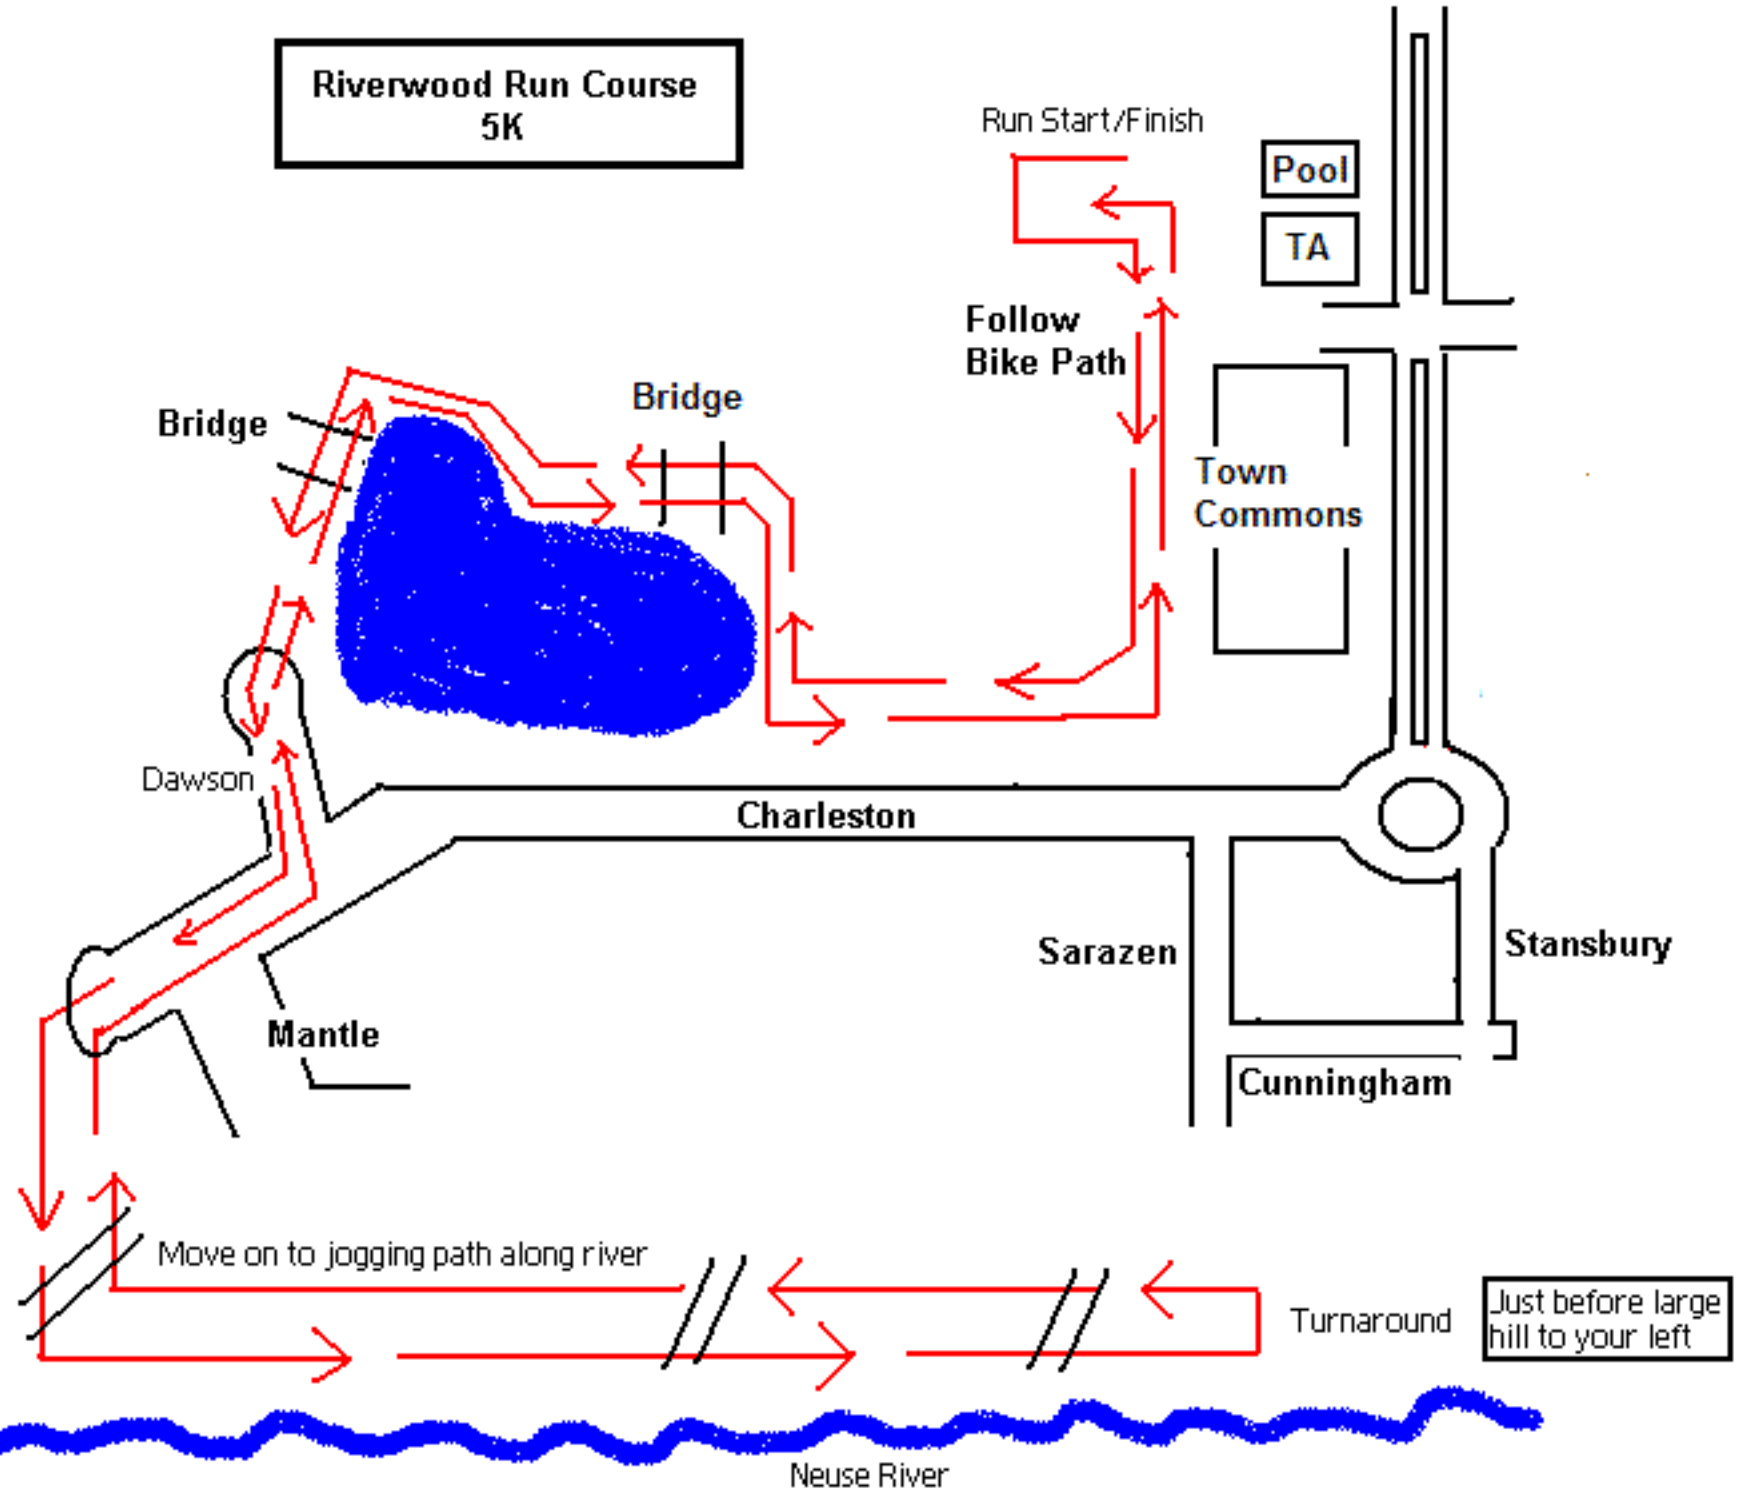 Riverwood Run Course
5K
Run Start/Finish
Pool
TA
Follow
Bike Path
Bridge
Bridge
Town
Commons
Dawson
Charleston
Sarazen
Stansbury
Mantle
Cunningham
Move on to jogging path along river
Turnaround
Just before large
hill to your left
Neuse River